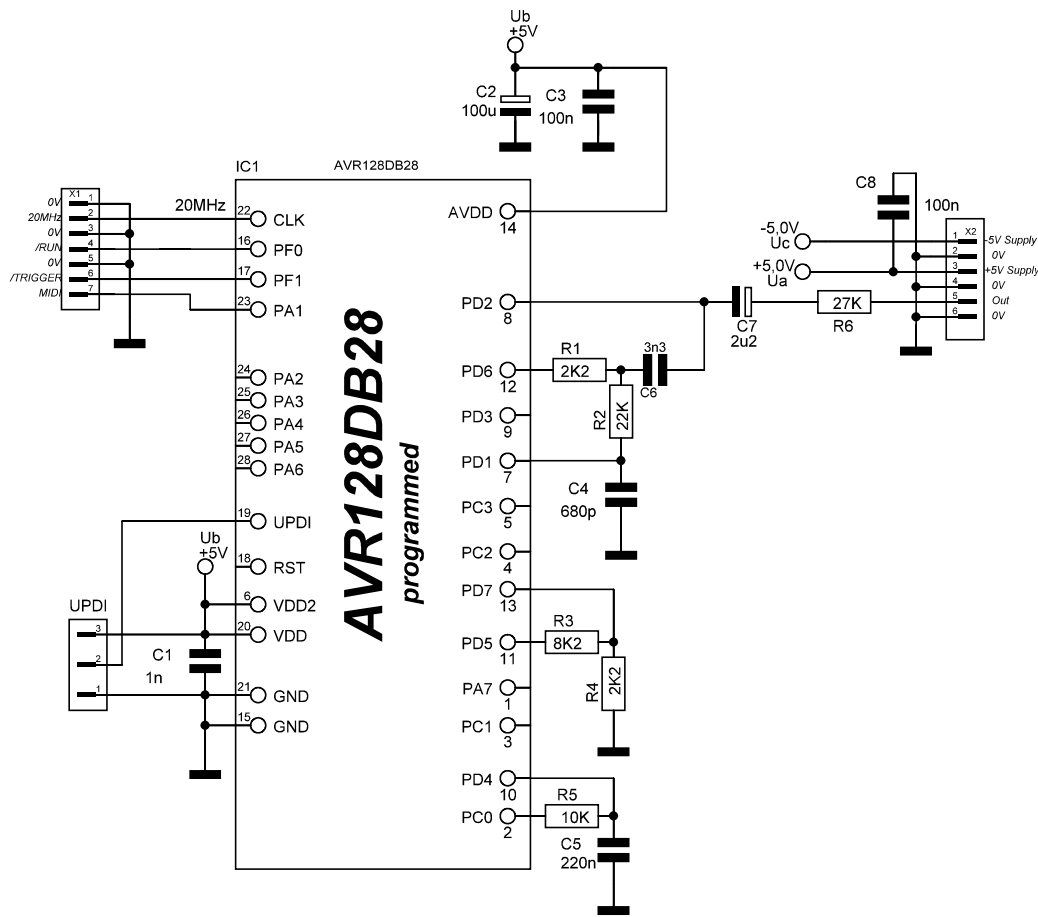 Ub
+5V
C2
100u
C3
100n
IC1
AVR128DB28
X1
0V 1
20MHz 2
0V 3
/RUN 4
0V 5
/TRIGGER 6
MIDI 7
20MHz
22 CLK
16 PF0
17 PF1
23 PA1
24 PA2
25 PA3
26 PA4
27 PA5
28 PA6
19 UPDI
18 RST
6 VDD2
20 VDD
21 GND
15 GND
Ub
+5V
UPDI
3
2
1
C1
1n
AVR128DB28
programmed
AVDD
14
PD2
8
PD6
12
PD3
9
PD1
7
PC3
5
PC2
4
PD7
13
PD5
11
PA7
1
PC1
3
PD4
10
PC0
2
R1
2K2
R2
22K
3n3
C6
C4
680p
R3
8K2
R4
2K2
R5
10K
C5
220n
C7
2u2
27K
R6
C8
100n
-5,0V
Uc
+5,0V
Ua
X2
1 -5V Supply
2 0V
3 +5V Supply
4 0V
5 Out
6 0V